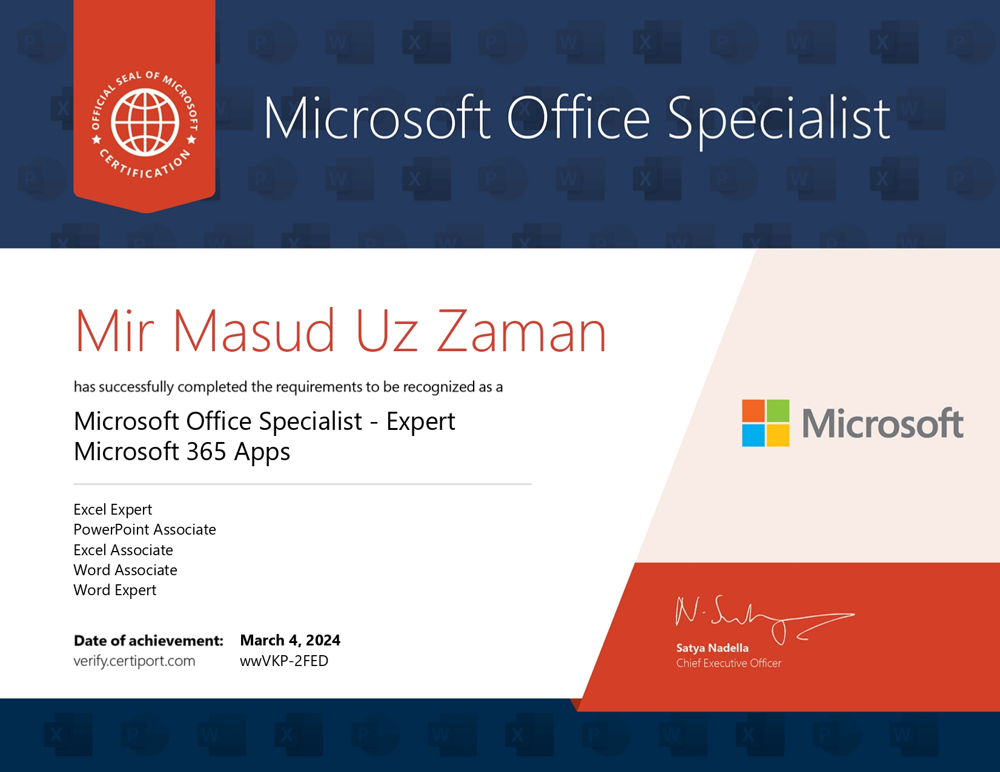 OFFICIAL SEAL OF MICROSOFT
CERTIFICATION
Microsoft Office Specialist
Mir Masud Uz Zaman
has successfully completed the requirements to be recognized as a
Microsoft Office Specialist - Expert
Microsoft 365 Apps
Microsoft
Excel Expert
PowerPoint Associate
Excel Associate
Word Associate
Word Expert
Date of achievement: March 4, 2024
verify.certiport.com wwVKP-2FED
Satya Nadella
Chief Executive Officer